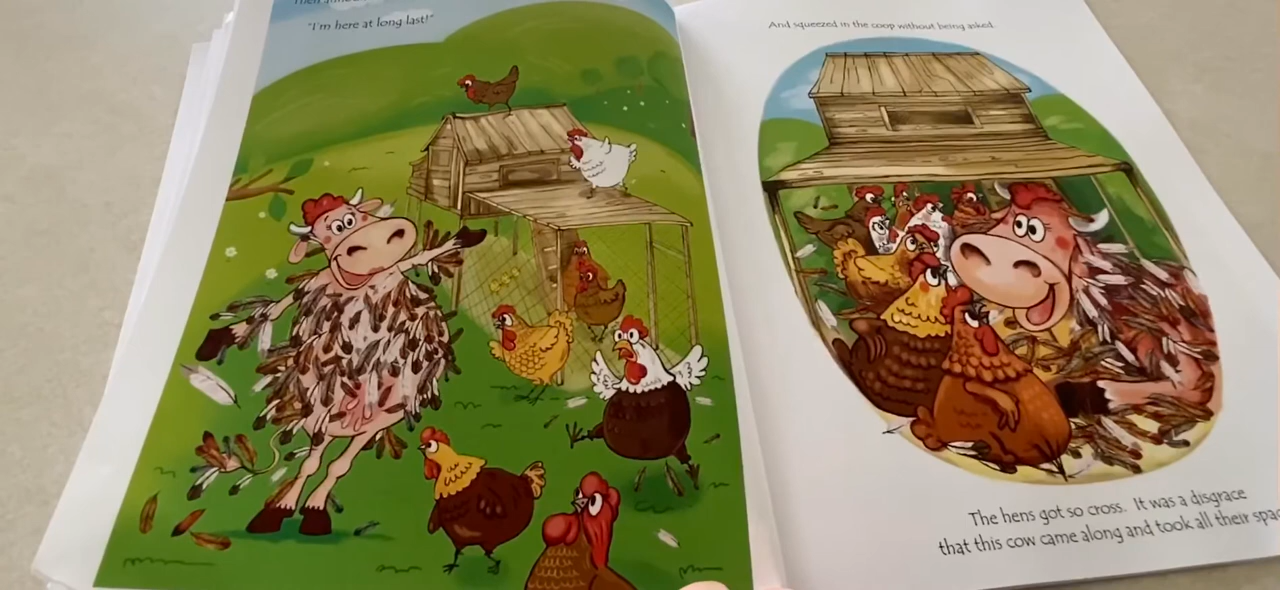 Then
"I'm here at long last!"
And squeezed in the coop without being asked.
The hens got so cross. It was a disgrace
that this cow came along and took all their